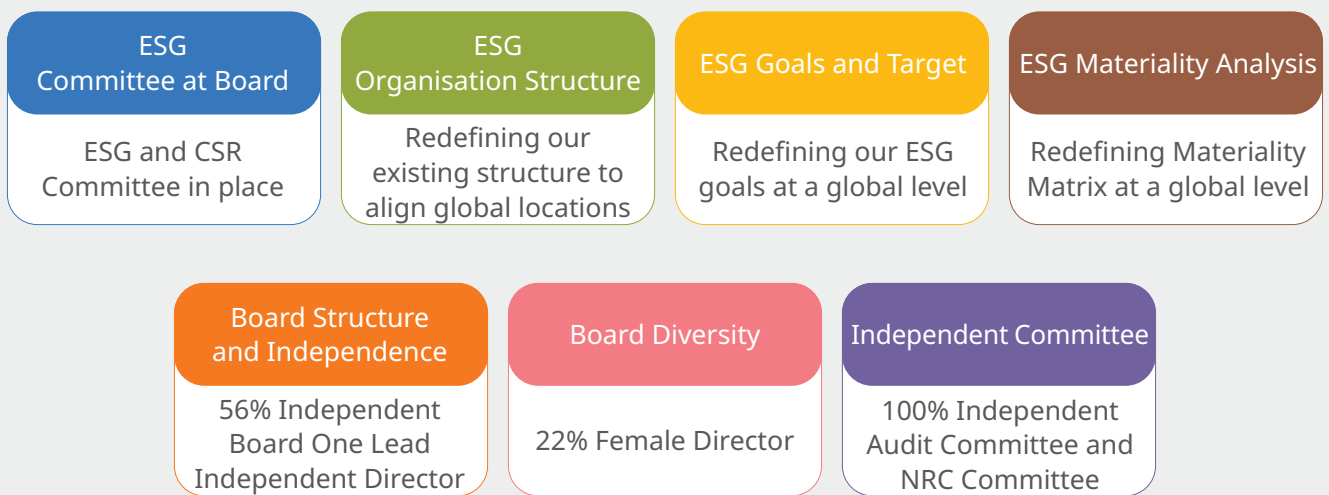 ESG
Committee at Board
ESG and CSR
Committee in place
ESG
Organisation Structure
Redefining our
existing structure to
align global locations
ESG Goals and Target
Redefining our ESG
goals at a global level
ESG Materiality Analysis
Redefining Materiality
Matrix at a global level
Board Structure
and Independence
56% Independent
Board One Lead
Independent Director
Board Diversity
22% Female Director
Independent Committee
100% Independent
Audit Committee and
NRC Committee